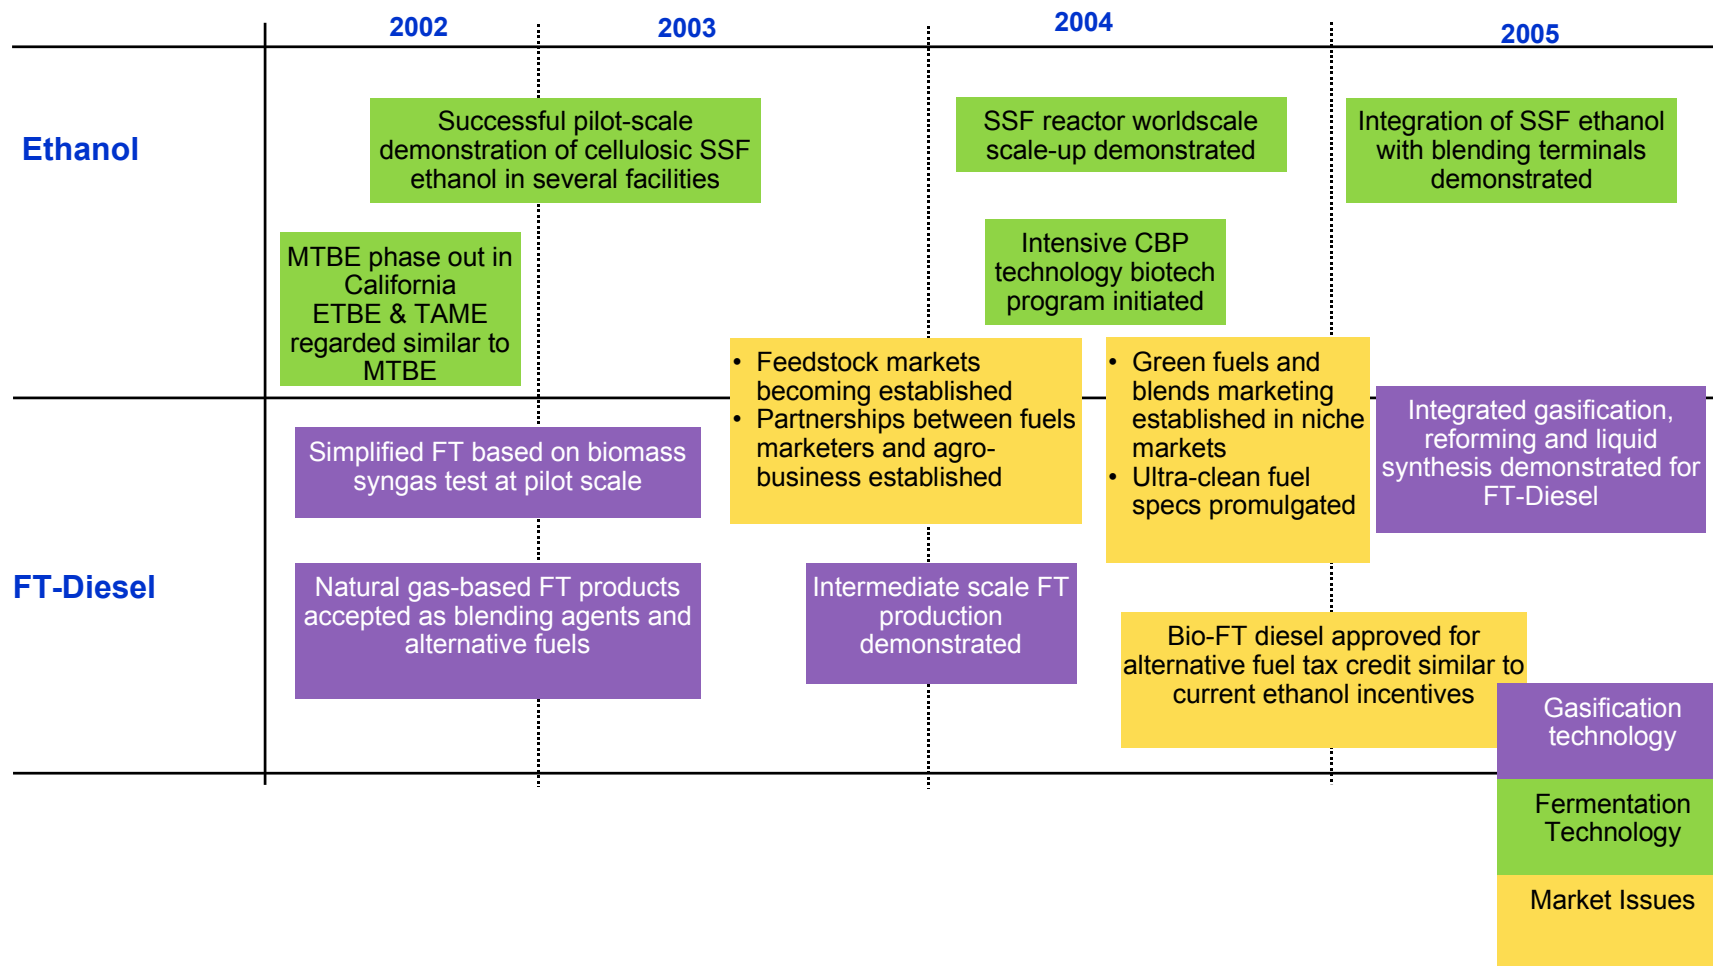 2002
2003
2004
2005
Ethanol
Successful pilot-scale
demonstration of cellulosic SSF
ethanol in several facilities
SSF reactor worldscale
scale-up demonstrated
Integration of SSF ethanol
with blending terminals
demonstrated
MTBE phase out in
California
ETBE & TAME
regarded similar to
MTBE
Intensive CBP
technology biotech
program initiated
• Feedstock markets
becoming established
• Partnerships between fuels
marketers and agro-
business established
• Green fuels and
blends marketing
established in niche
markets
• Ultra-clean fuel
specs promulgated
FT-Diesel
Simplified FT based on biomass
syngas test at pilot scale
Integrated gasification,
reforming and liquid
synthesis demonstrated for
FT-Diesel
Natural gas-based FT products
accepted as blending agents and
alternative fuels
Intermediate scale FT
production
demonstrated
Bio-FT diesel approved for
alternative fuel tax credit similar to
current ethanol incentives
Gasification
technology
Fermentation
Technology
Market Issues